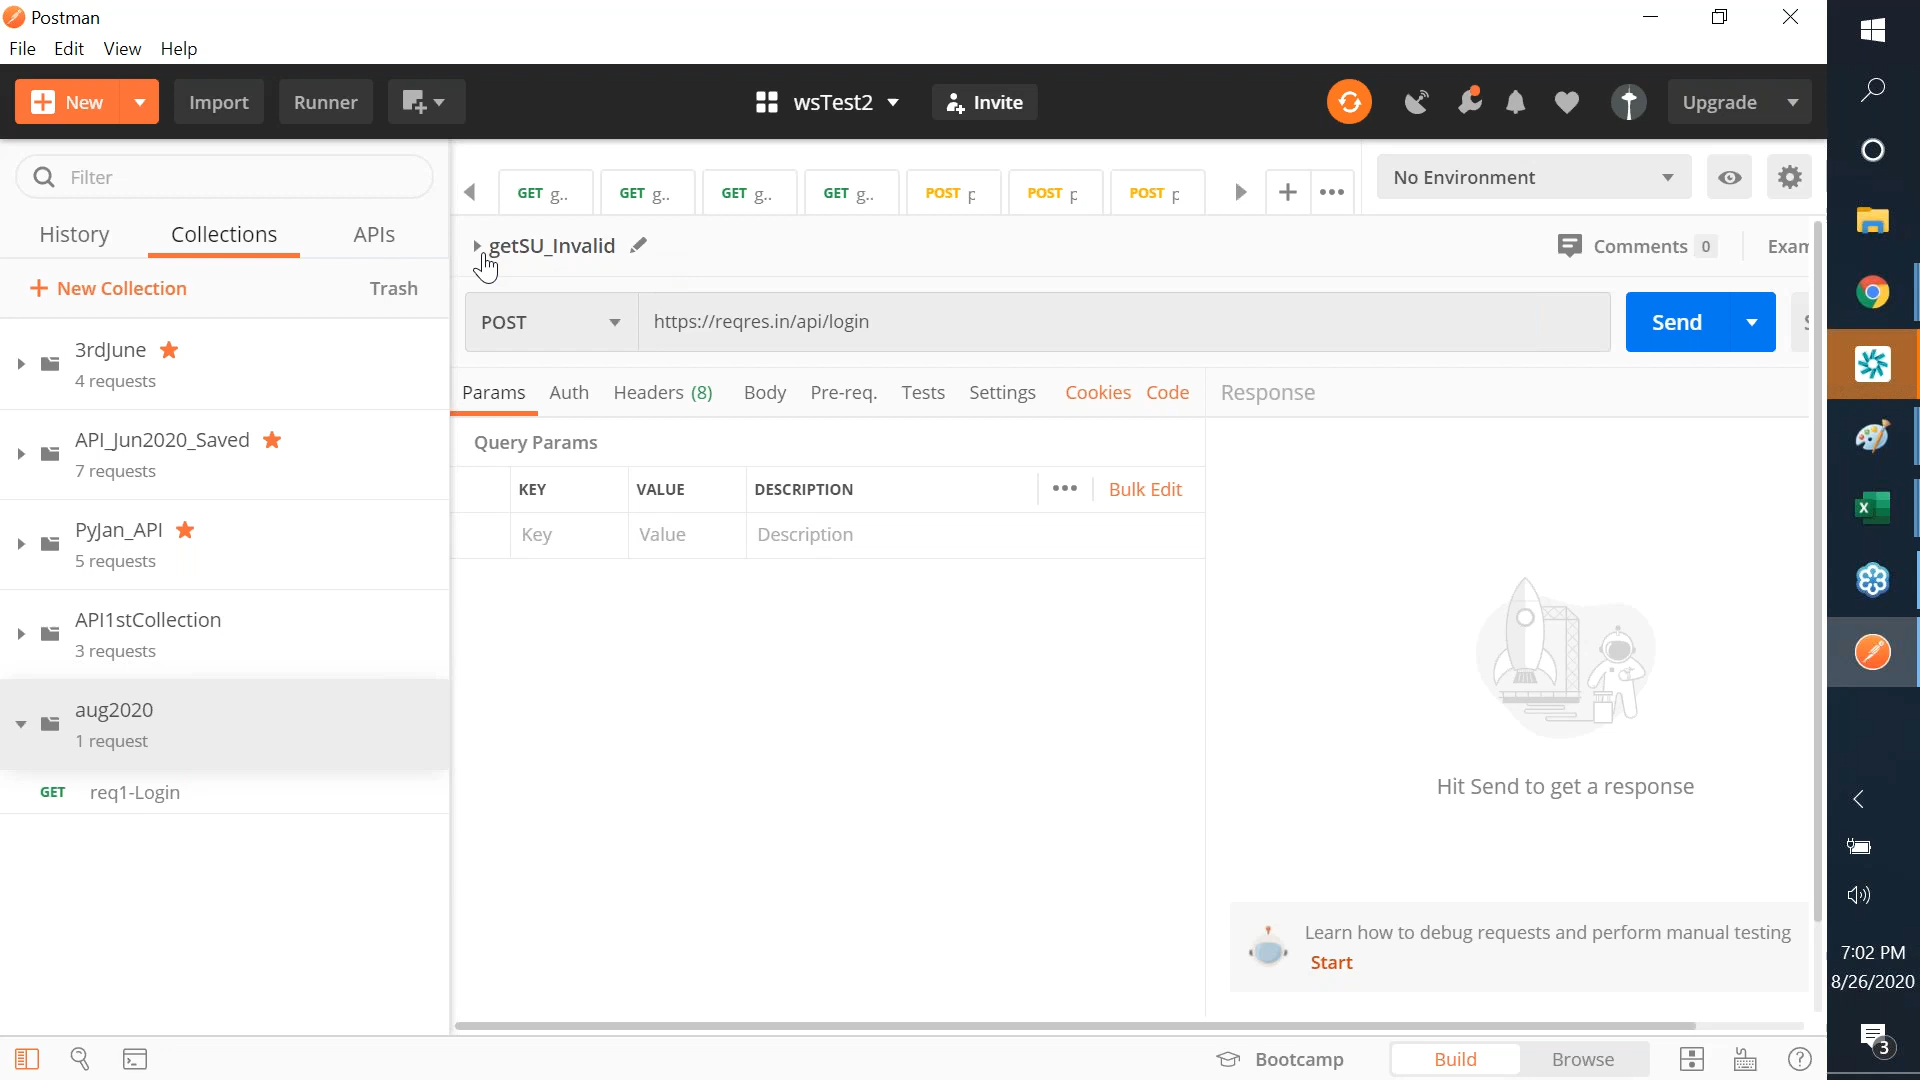 Postman
File Edit View Help
New Import Runner wsTest2 Invite Upgrade
Filter
GET g.. GET g.. GET g.. GET g.. POST p POST p POST p
No Environment
History Collections APIs
getSU_Invalid
Comments 0 Exam
New Collection Trash
POST https://reqres.in/api/login Send
3rdJune
4 requests
Params Auth Headers (8) Body Pre-req. Tests Settings Cookies Code
Response
API_Jun2020_Saved
7 requests
Query Params
KEY VALUE DESCRIPTION Bulk Edit
Key Value Description
PyJan_API
5 requests
API1stCollection
3 requests
aug2020
1 request
GET req1-Login
Hit Send to get a response
Learn how to debug requests and perform manual testing
Start
7:02 PM
8/26/2020
3
Bootcamp Build Browse